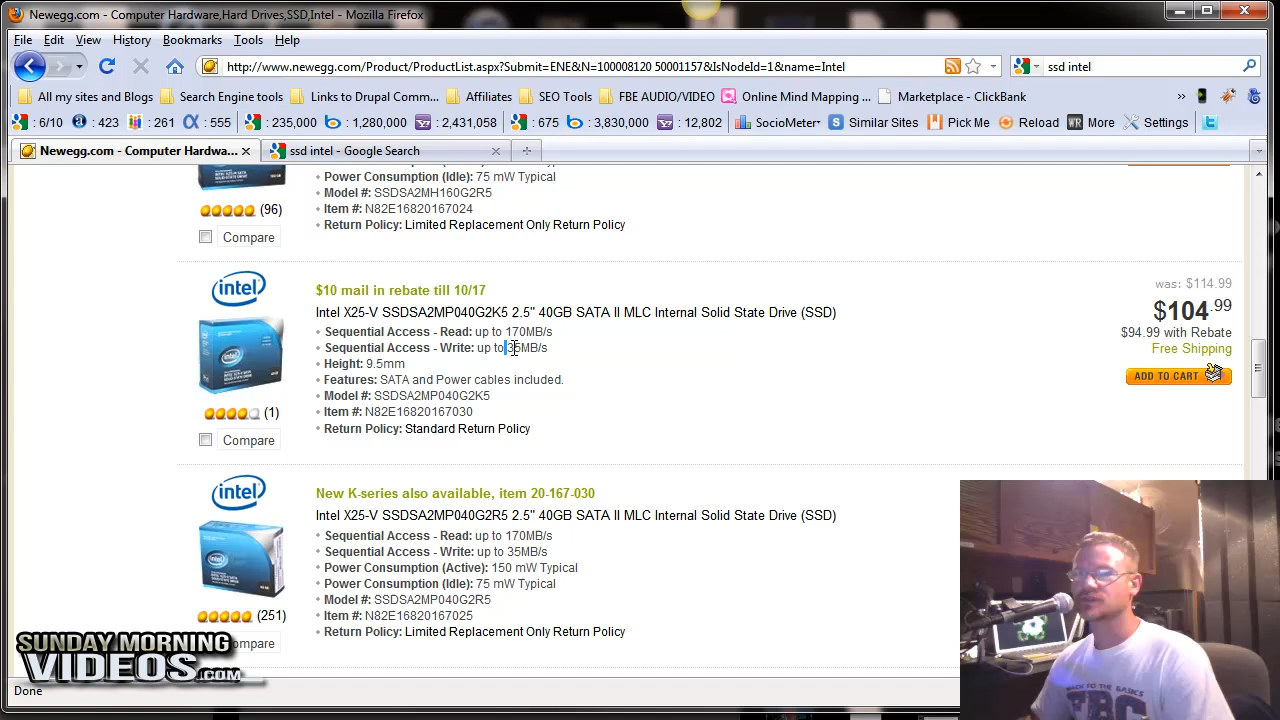 Newegg.com - Computer Hardware,Hard Drives,SSD,Intel - Mozilla Firefox
File Edit View History Bookmarks Tools Help
http://www.newegg.com/Product/ProductList.aspx?Submit=ENE&N=100008120 50001157&IsNodeId=1&name=Intel
ssd intel
All my sites and Blogs Search Engine tools Links to Drupal Comm... Affiliates SEO Tools FBE AUDIO/VIDEO Online Mind Mapping ... Marketplace - ClickBank »
: 6/10 : 423 : 261 : 555 : 235,000 : 1,280,000 : 2,431,058 : 675 : 3,830,000 : 12,8 SocioMeter Similar Sites Pick Me Reload WR More Settings
Newegg.com - Computer Hardwa... ssd intel - Google Search
Power Consumption (Idle): 75 mW Typical
Model #: SSDSA2MH160G2R5
(96) Item #: N82E16820167024
Return Policy: Limited Replacement Only Return Policy
Compare
intel
$10 mail in rebate till 10/17
Intel X25-V SSDSA2MP040G2K5 2.5" 40GB SATA II MLC Internal Solid State Drive (SSD)
Sequential Access - Read: up to 170MB/s
Sequential Access - Write: up to 35MB/s
Height: 9.5mm
Features: SATA and Power cables included.
Model #: SSDSA2MP040G2K5
(1) Item #: N82E16820167030
Return Policy: Standard Return Policy
Compare
was: $114.99
$104.99
$94.99 with Rebate
Free Shipping
ADD TO CART
intel
New K-series also available, item 20-167-030
Intel X25-V SSDSA2MP040G2R5 2.5" 40GB SATA II MLC Internal Solid State Drive (SSD)
Sequential Access - Read: up to 170MB/s
Sequential Access - Write: up to 35MB/s
Power Consumption (Active): 150 mW Typical
Power Consumption (Idle): 75 mW Typical
Model #: SSDSA2MP040G2R5
(251) Item #: N82E16820167025
Return Policy: Limited Replacement Only Return Policy
SUNDAY MORNING
VIDEOS.COM
Done
BACK TO THE BASICS
FBC